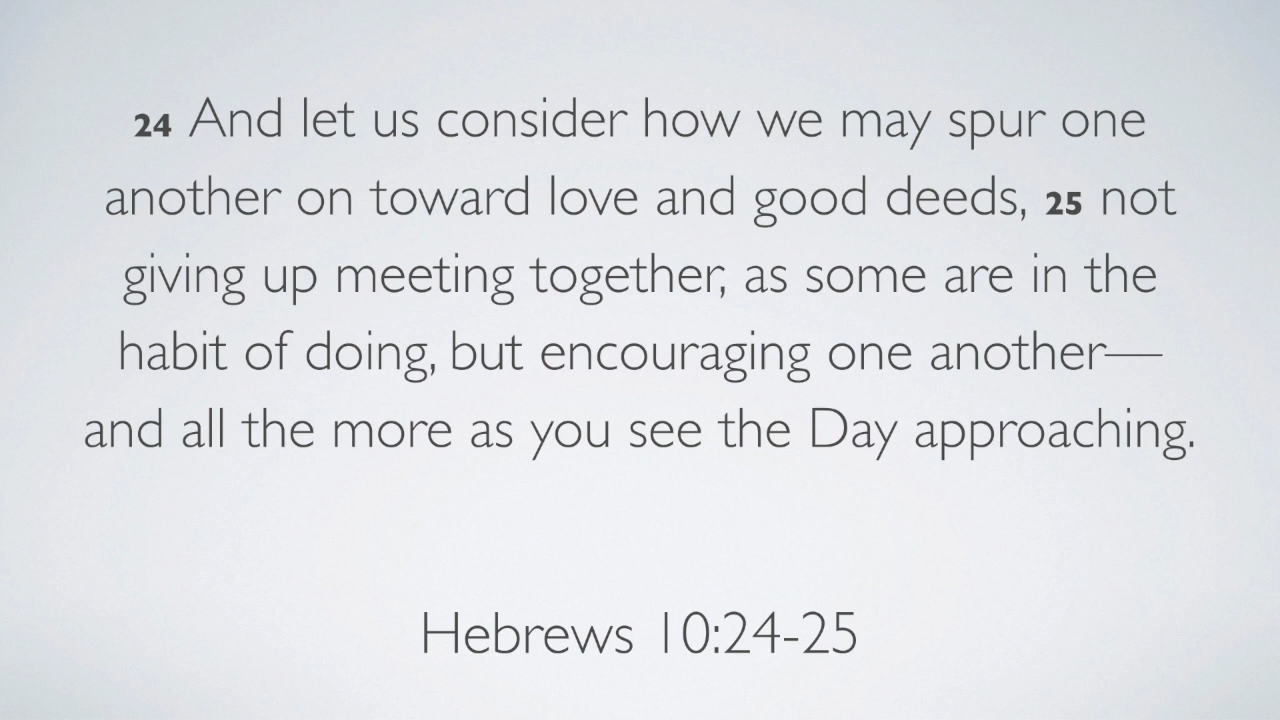 24 And let us consider how we may spur one
another on toward love and good deeds, 25 not
giving up meeting together, as some are in the
habit of doing, but encouraging one another—
and all the more as you see the Day approaching.
Hebrews 10:24-25